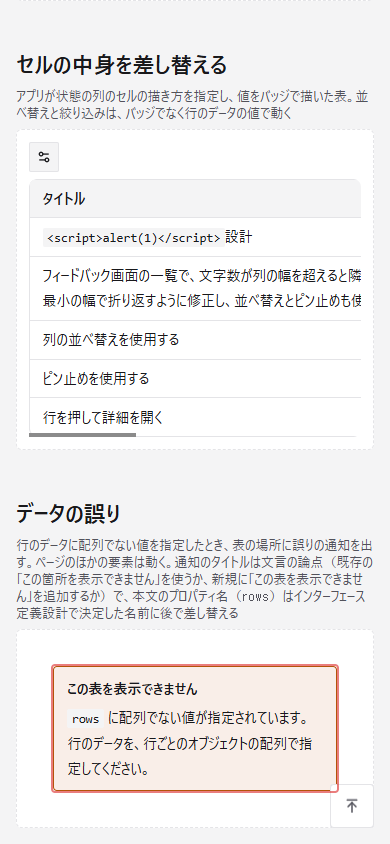 セルの中身を差し替える
アプリが状態の列のセルの描き方を指定し、値をバッジで描いた表。並
べ替えと絞り込みは、バッジでなく行のデータの値で動く
タイトル
<script>alert(1)</script> 設計
フィードバック画面の一覧で、文字数が列の幅を超えると隣
最小の幅で折り返すように修正し、並べ替えとピン止めも使
列の並べ替えを使用する
ピン止めを使用する
行を押して詳細を開く
データの誤り
行のデータに配列でない値を指定したとき、表の場所に誤りの通知を出
す。ページのほかの要素は動く。通知のタイトルは文言の論点（既存の
「この箇所を表示できません」を使うか、新規に「この表を表示できませ
ん」を追加するか）で、本文のプロパティ名（rows）はインターフェース
定義設計で決定した名前に後で差し替える
この表を表示できません
rows に配列でない値が指定されています。
行のデータを、行ごとのオブジェクトの配列で指
定してください。